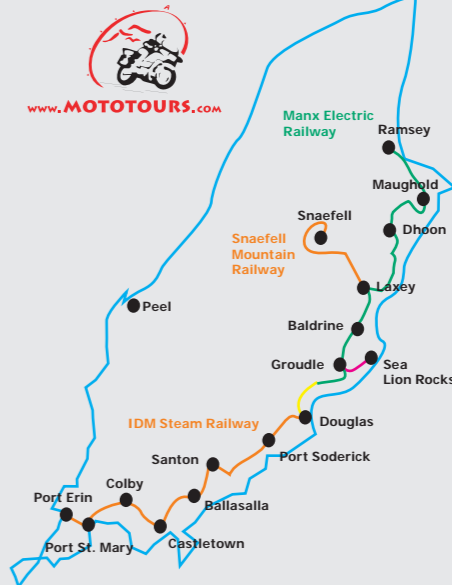 www.MOTOTOURS.com
Manx Electric
Railway
Ramsey
Maughold
Snaefell
Dhoon
Snaefell
Mountain
Railway
Laxey
Peel
Baldrine
Groudle
Sea
Lion Rocks
IDM Steam Railway
Douglas
Port Soderick
Santon
Colby
Port Erin
Ballasalla
Port St. Mary
Castletown